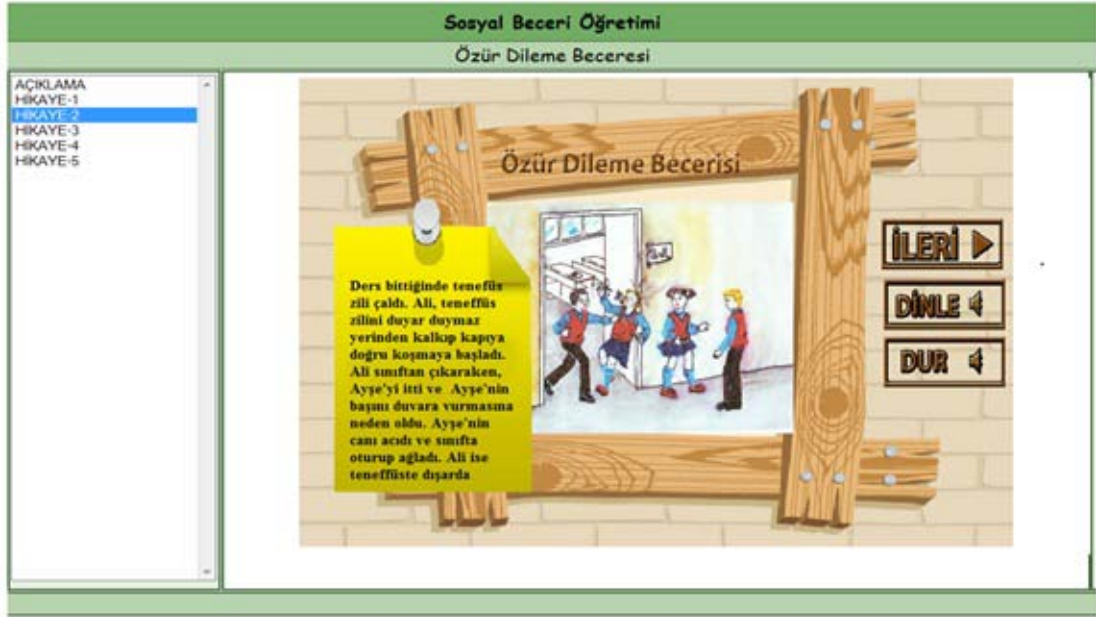 Sosyal Beceri Öğretimi
Özür Dileme Beceresi
AÇIKLAMA
HİKAYE-1
HİKAYE-2
HİKAYE-3
HİKAYE-4
HİKAYE-5
Özür Dileme Becerisi
Ders bittiğinde tenefüs
zili çaldı. Ali, teneffüs
zilini duyar duymaz
yerinden kalkıp kapıya
doğru koşmaya başladı.
Ali sınıftan çıkaraken,
Ayşe'yi itti ve Ayşe'nin
başını duvara vurmasına
neden oldu. Ayşe'nin
canı acıdı ve sınıfta
oturup ağladı. Ali ise
teneffüste dışarda
İLERİ
DİNLE
DUR